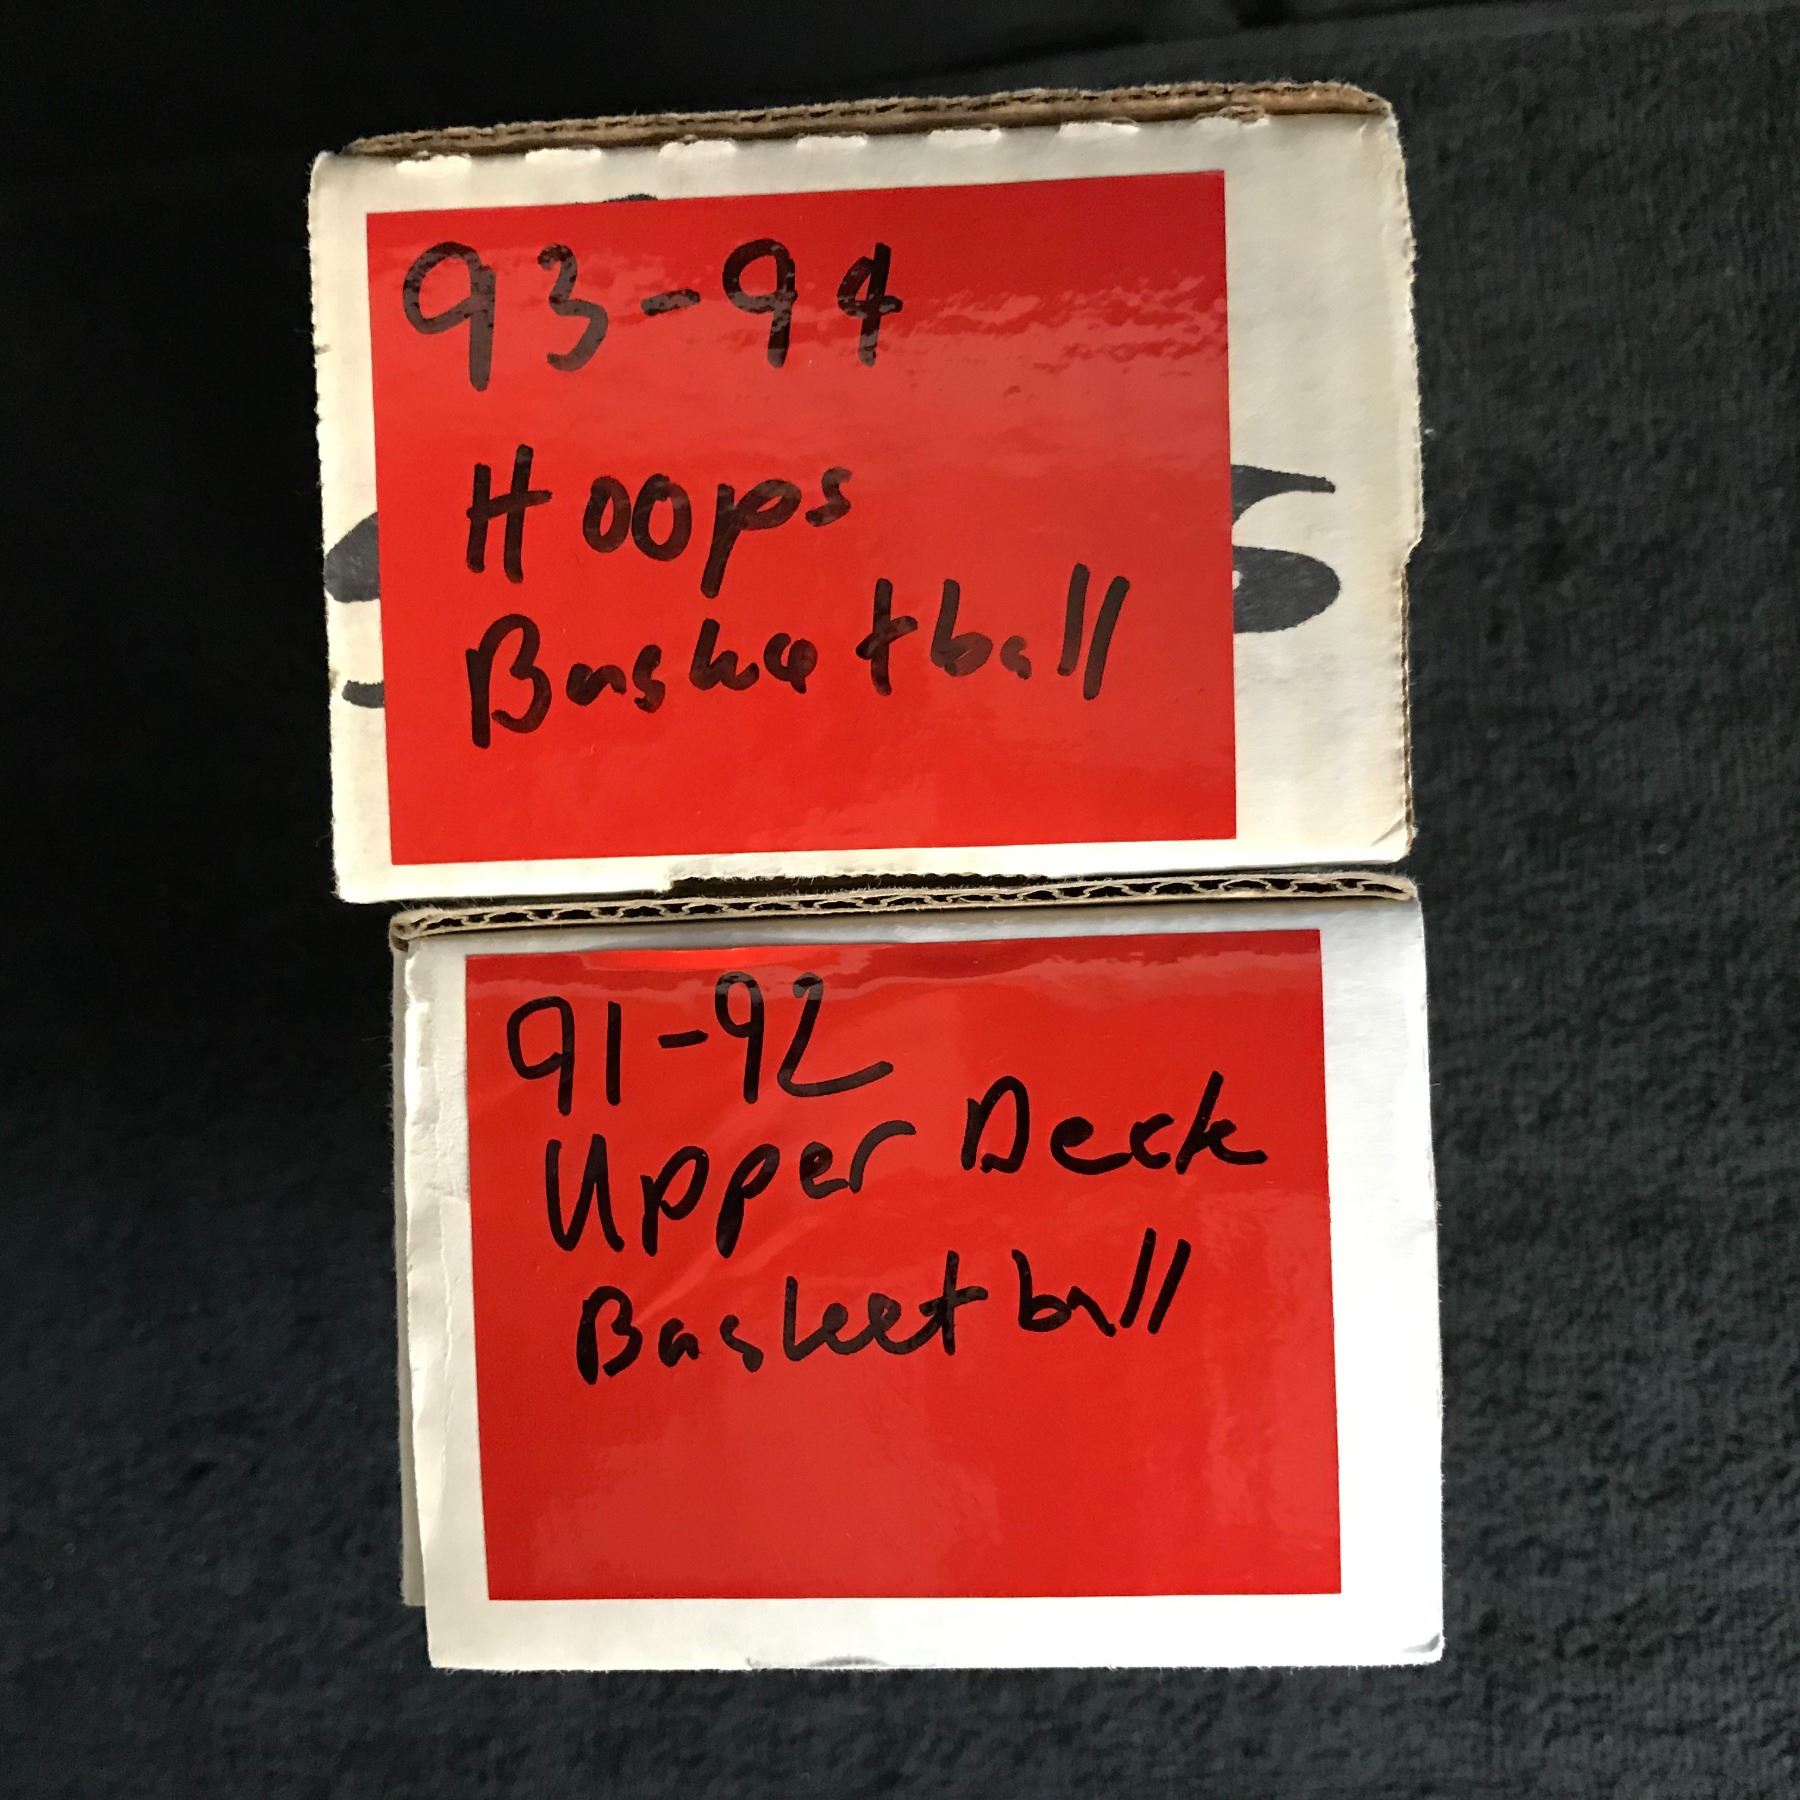 93-94
Hoops
Basketball
91-92
Upper Deck
Basketball